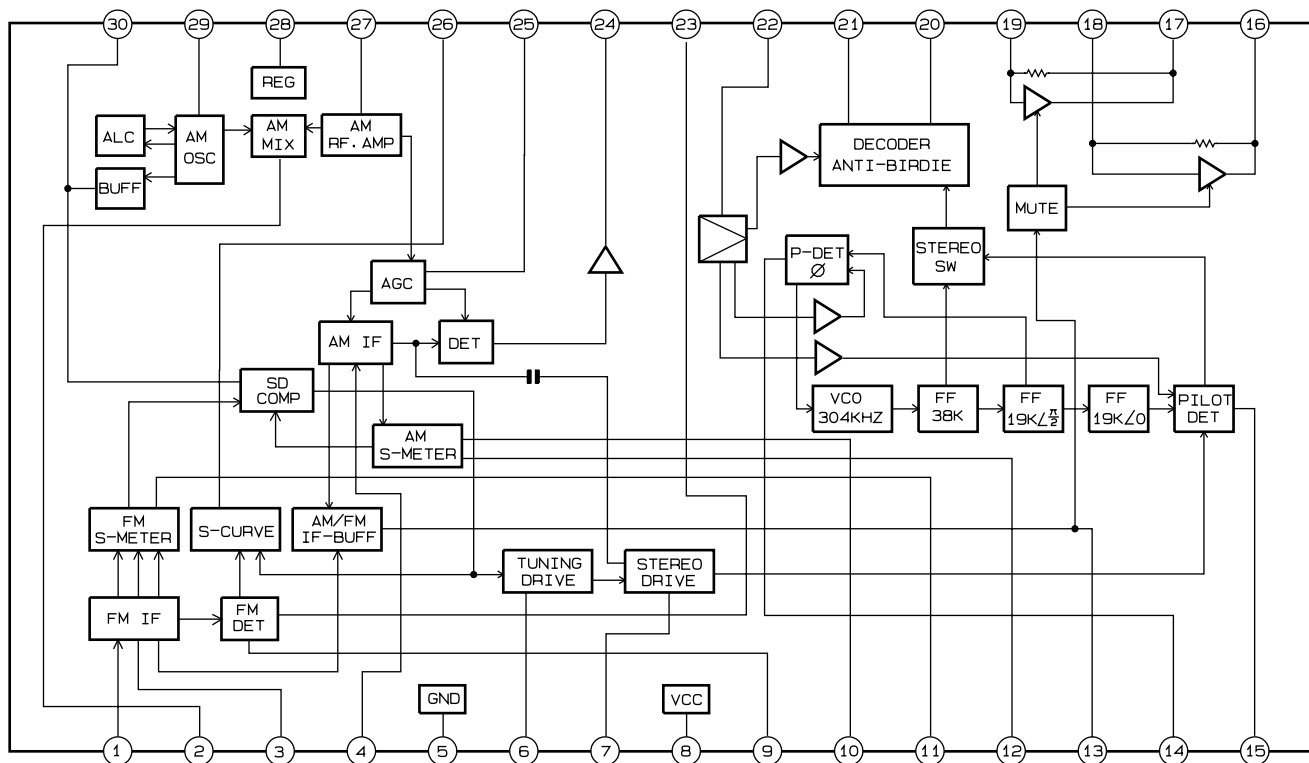 30 29 28 27 26 25 24 23 22 21 20 19 18 17 16
REG
ALC
AM
OSC
AM
MIX
AM
RF. AMP
DECODER
ANTI-BIRDIE
BUFF
MUTE
P-DET
Ø
STEREO
SW
AGC
AM IF
DET
SD
COMP
VCO
304KHZ
FF
38K
FF
19K∠π/2
FF
19K∠0
PILOT
DET
AM
S-METER
FM
S-METER
S-CURVE
AM/FM
IF-BUFF
TUNING
DRIVE
STEREO
DRIVE
FM IF
FM
DET
GND
VCC
1 2 3 4 5 6 7 8 9 10 11 12 13 14 15